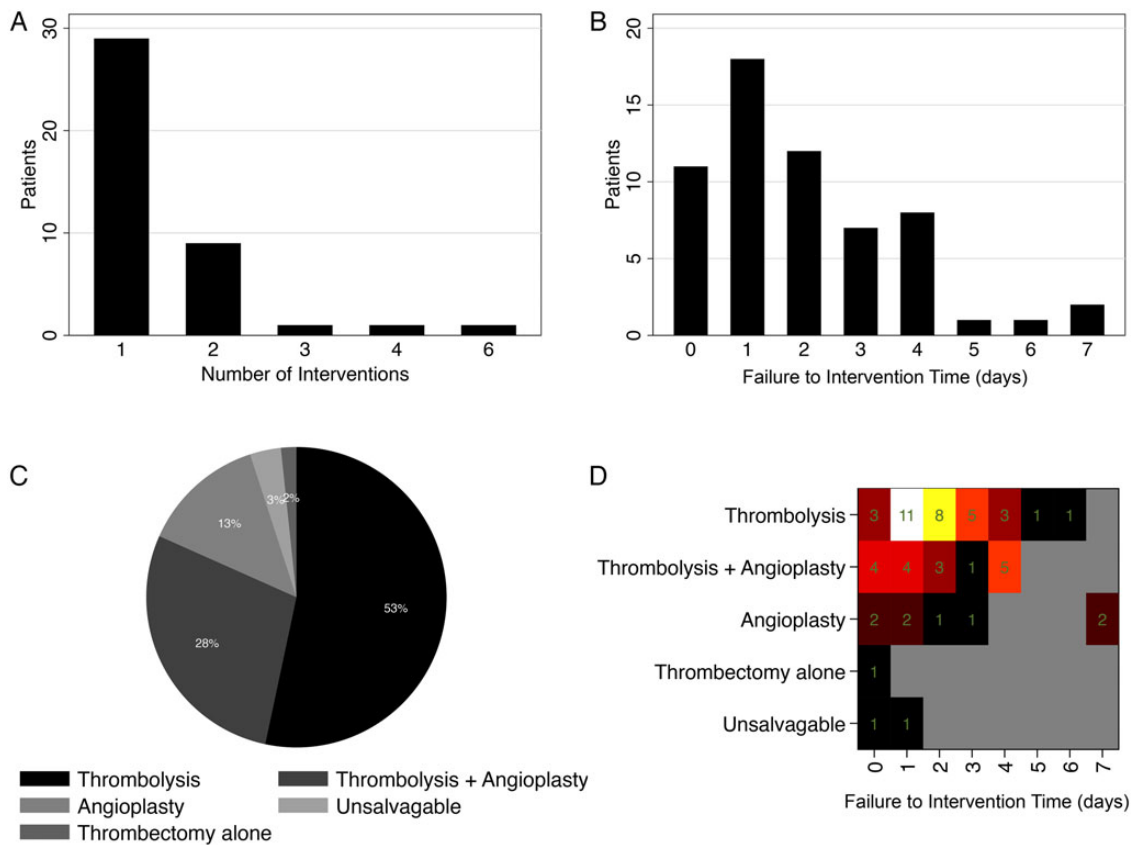 A
30
20
10
0
Patients
1 2 3 4 6
Number of Interventions
B
20
15
10
5
0
Patients
0 1 2 3 4 5 6 7
Failure to Intervention Time (days)
C
3% 2%
13%
53%
28%
Thrombolysis Thrombolysis + Angioplasty
Angioplasty Unsalvagable
Thrombectomy alone
D
Thrombolysis 3 11 8 5 3 1 1
Thrombolysis + Angioplasty 4 4 3 1 5
Angioplasty 2 2 1 1 2
Thrombectomy alone 1
Unsalvagable 1 1
0 1 2 3 4 5 6 7
Failure to Intervention Time (days)